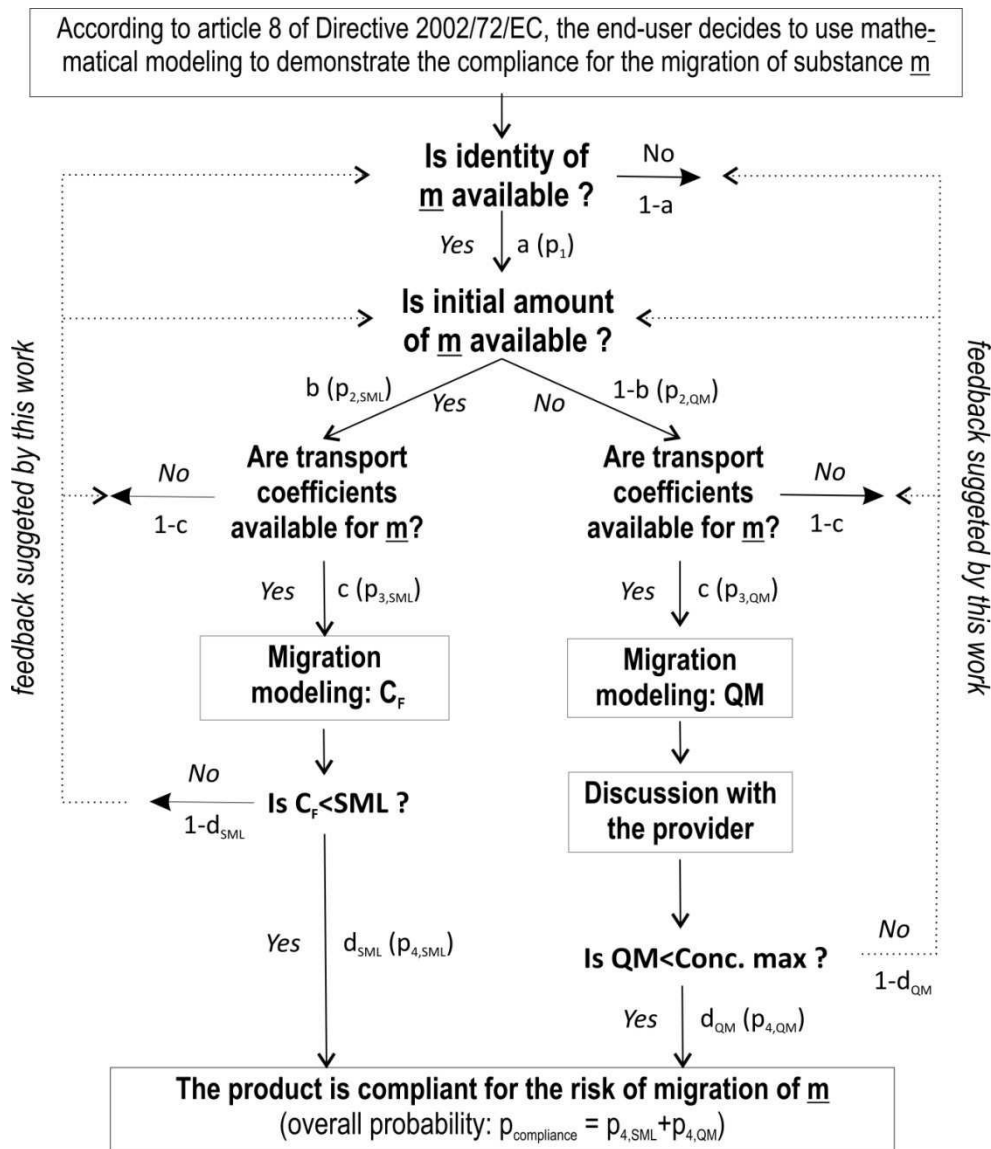 According to article 8 of Directive 2002/72/EC, the end-user decides to use mathe-
matical modeling to demonstrate the compliance for the migration of substance m
Is identity of
m available ?
No
1-a
Yes
a (p1)
Is initial amount
of m available ?
b (p2,SML)
Yes
No
1-b (p2,QM)
feedback suggeted by this work
feedback suggeted by this work
No
1-c
Are transport
coefficients
available for m?
Are transport
coefficients
available for m?
No
1-c
Yes
c (p3,SML)
Yes
c (p3,QM)
Migration
modeling: CF
Migration
modeling: QM
No
1-dSML
Is CF<SML ?
Discussion with
the provider
Yes
dSML (p4,SML)
Is QM<Conc. max ?
No
1-dQM
Yes
dQM (p4,QM)
The product is compliant for the risk of migration of m
(overall probability: pcompliance = p4,SML+p4,QM)